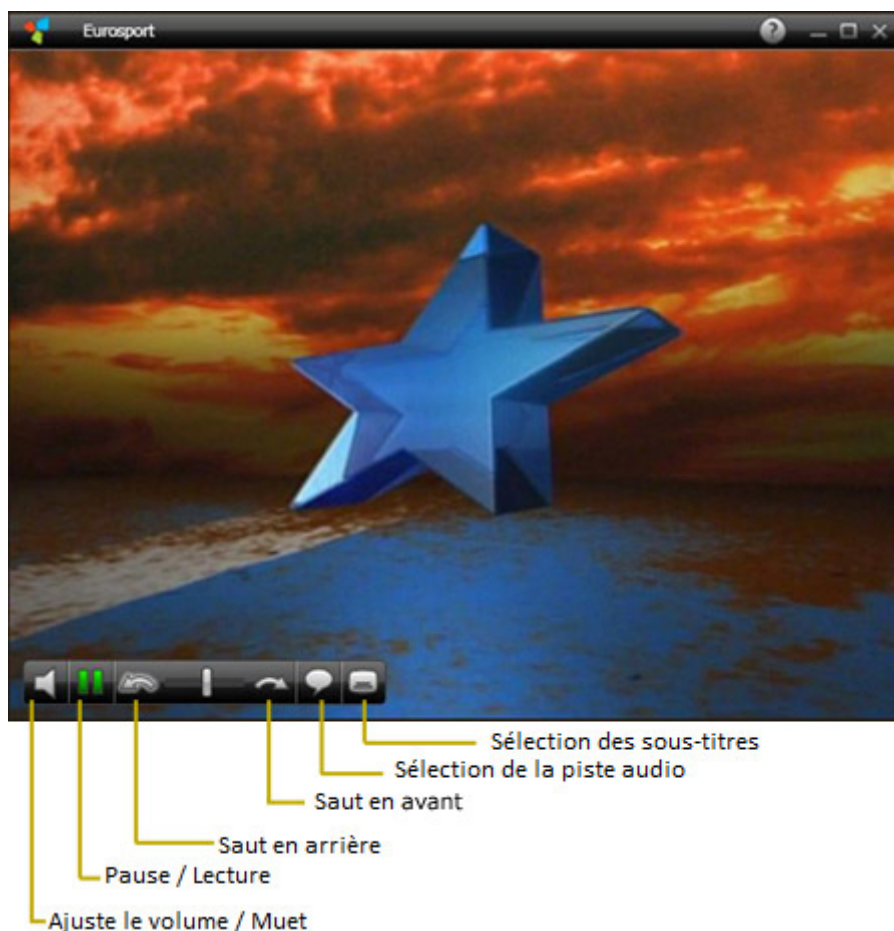 Eurosport
Sélection des sous-titres
Sélection de la piste audio
Saut en avant
Saut en arrière
Pause / Lecture
Ajuste le volume / Muet